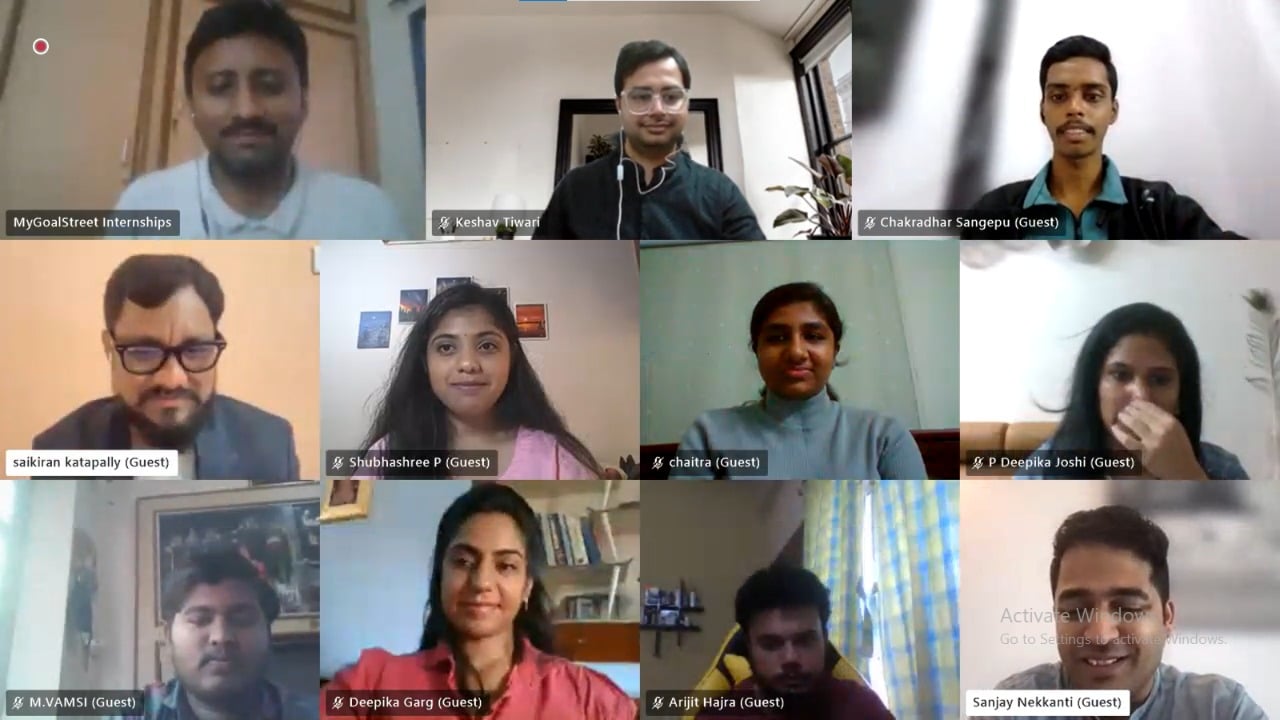 MyGoalStreet Internships
Keshav Tiwari
Chakradhar Sangepu (Guest)
saikiran katapally (Guest)
Shubhashree P (Guest)
chaitra (Guest)
P Deepika Joshi (Guest)
M.VAMSI (Guest)
Deepika Garg (Guest)
Arijit Hajra (Guest)
Activate Windows
Go to Settings to activate Windows.
Sanjay Nekkanti (Guest)